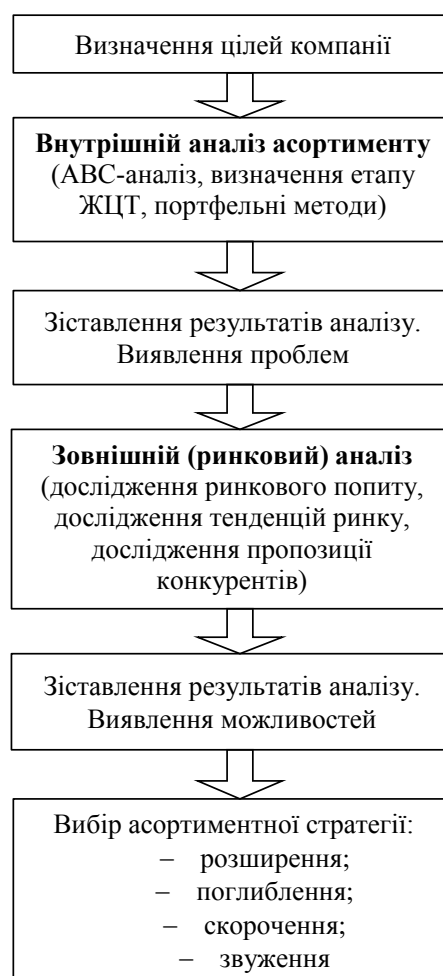 Визначення цілей компанії
Внутрішній аналіз асортименту
(АВС-аналіз, визначення етапу
ЖЦТ, портфельні методи)
Зіставлення результатів аналізу.
Виявлення проблем
Зовнішній (ринковий) аналіз
(дослідження ринкового попиту,
дослідження тенденцій ринку,
дослідження пропозиції
конкурентів)
Зіставлення результатів аналізу.
Виявлення можливостей
Вибір асортиментної стратегії:
– розширення;
– поглиблення;
– скорочення;
– звуження